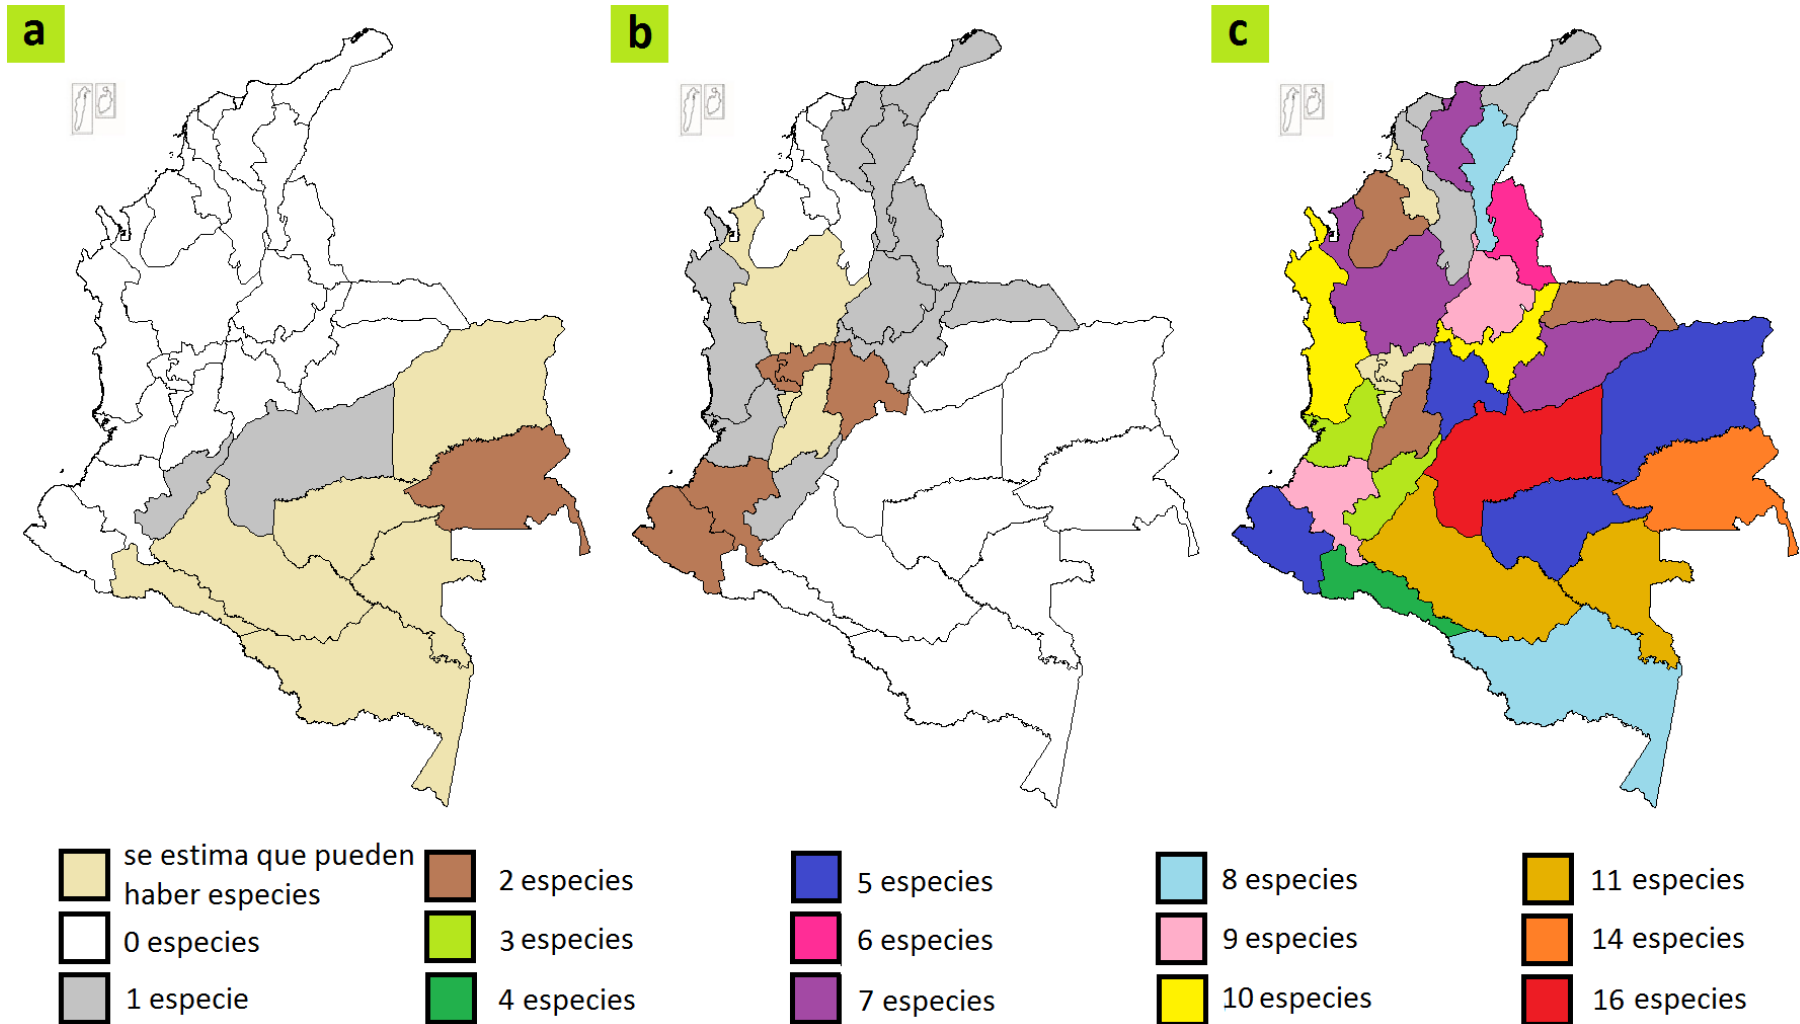 a
b
c
se estima que pueden
haber especies
0 especies
1 especie
2 especies
3 especies
4 especies
5 especies
6 especies
7 especies
8 especies
9 especies
10 especies
11 especies
14 especies
16 especies